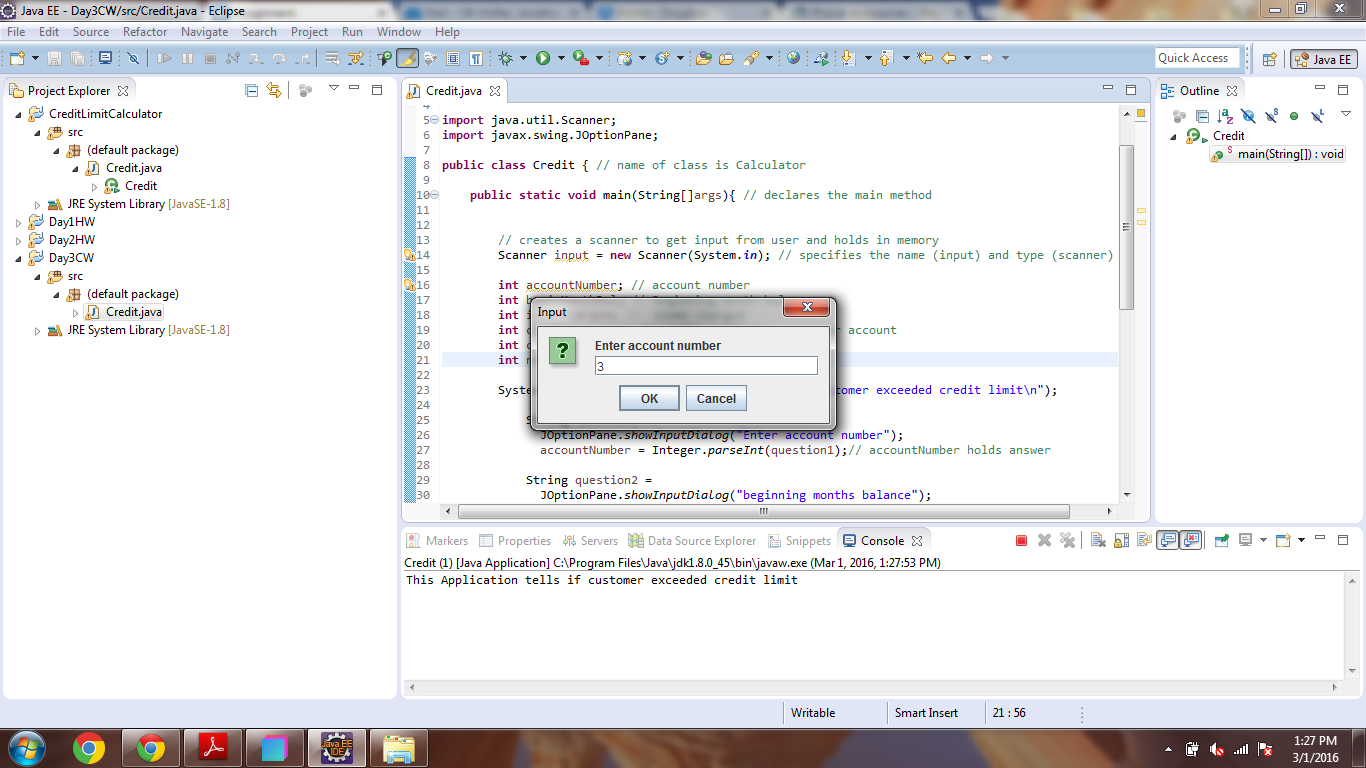 Java EE - Day3CW/src/Credit.java - Eclipse
File Edit Source Refactor Navigate Search Project Run Window Help
Quick Access
Java EE
Project Explorer
CreditLimitCalculator
src
(default package)
Credit.java
Credit
JRE System Library [JavaSE-1.8]
Day1HW
Day2HW
Day3CW
src
(default package)
Credit.java
JRE System Library [JavaSE-1.8]
Credit.java
4
5 import java.util.Scanner;
6 import javax.swing.JOptionPane;
7
8 public class Credit { // name of class is Calculator
9
10 public static void main(String[]args){ // declares the main method
11
12
13 // creates a scanner to get input from user and holds in memory
14 Scanner input = new Scanner(System.in); // specifies the name (input) and type (scanner)
15
16 int accountNumber; // account number
17 int
18 int
19 int account
20 int
21 int
22
23 exceeded credit limit\n");
24
25
26 JOptionPane.showInputDialog("Enter account number");
27 accountNumber = Integer.parseInt(question1);// accountNumber holds answer
28
29 String question2 =
30 JOptionPane.showInputDialog("beginning months balance");
Input
Enter account number
3
OK
Cancel
Outline
Credit
main(String[]) : void
Markers Properties Servers Data Source Explorer Snippets Console
Credit (1) [Java Application] C:\Program Files\Java\jdk1.8.0_45\bin\javaw.exe (Mar 1, 2016, 1:27:53 PM)
This Application tells if customer exceeded credit limit
Writable
Smart Insert
21 : 56
Java EE
IDE
1:27 PM
3/1/2016